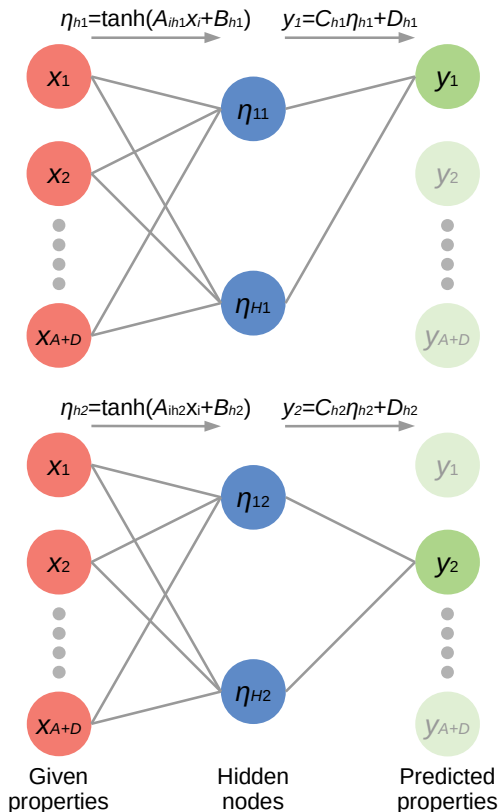 ηh1=tanh(Aih1xi+Bh1) y1=Ch1ηh1+Dh1
x1 η11 y1
x2 y2
ηH1
xA+D yA+D
ηh2=tanh(Aih2xi+Bh2) y2=Ch2ηh2+Dh2
x1 y1
η12
x2 y2
ηH2
xA+D yA+D
Given Hidden Predicted
properties nodes properties